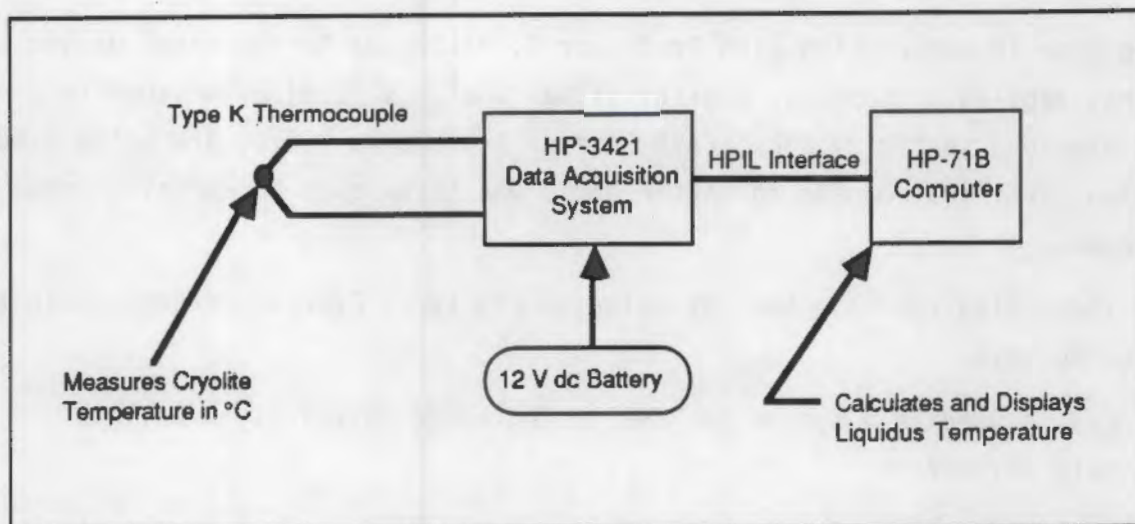 Type K Thermocouple
HP-3421
Data Acquisition
System
HPIL Interface
HP-71B
Computer
Measures Cryolite
Temperature in °C
12 V dc Battery
Calculates and Displays
Liquidus Temperature